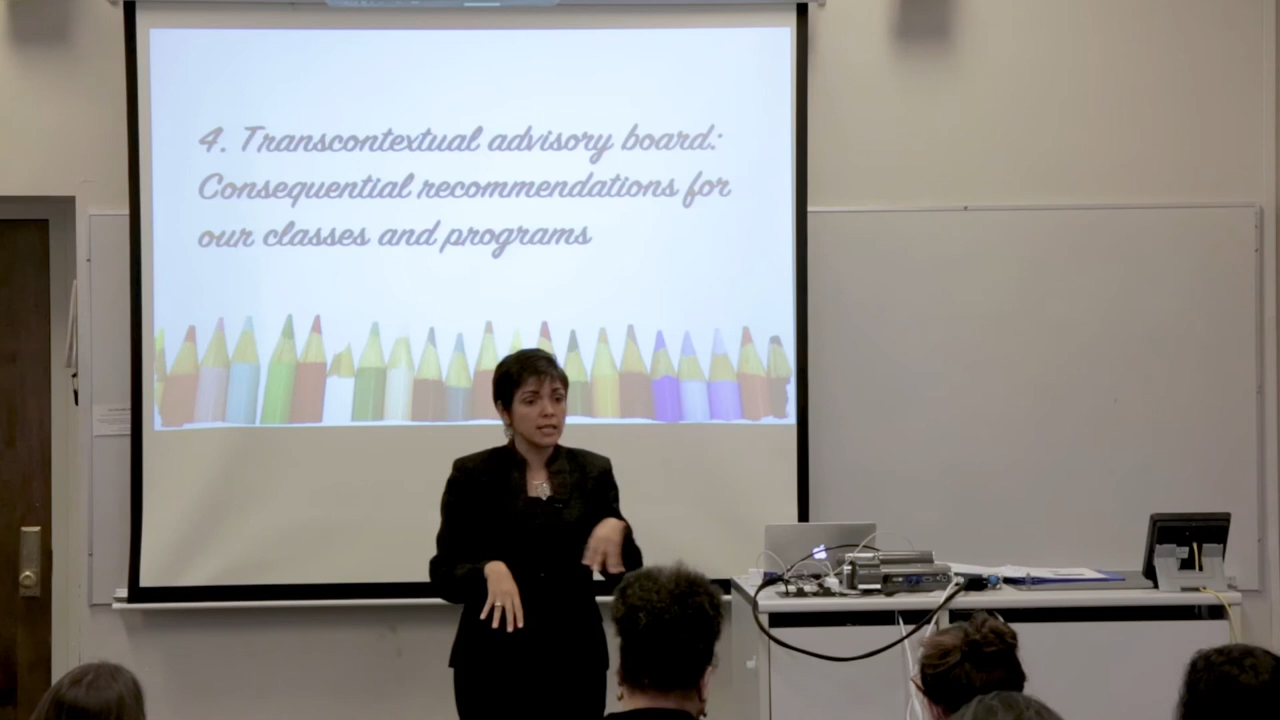 4. Transcontextual advisory board:
Consequential recommendations for
our classes and programs